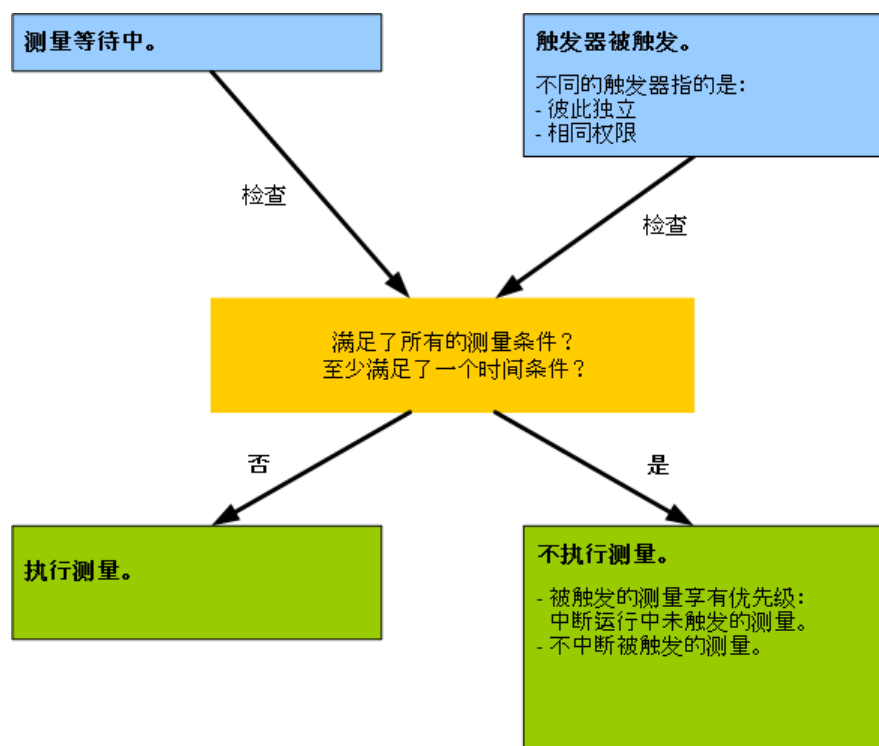 测量等待中。
触发器被触发。
不同的触发器指的是：
- 彼此独立
- 相同权限
检查
检查
满足了所有的测量条件？
至少满足了一个时间条件？
否
是
执行测量。
不执行测量。
- 被触发的测量享有优先级：
中断运行中未触发的测量。
- 不中断被触发的测量。